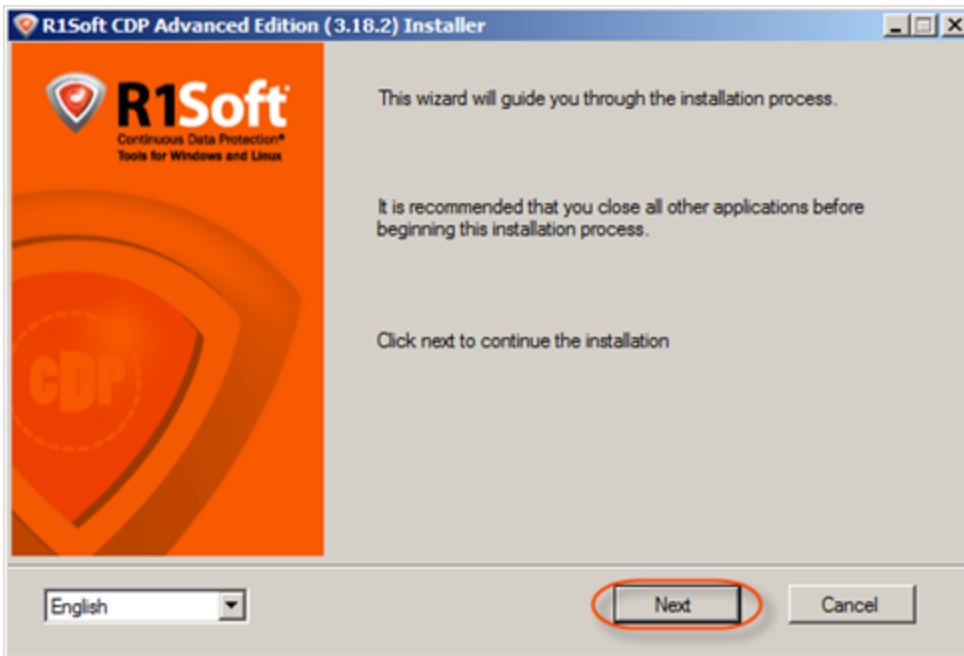 R1Soft CDP Advanced Edition (3.18.2) Installer
R1Soft
Continuous Data Protection®
Tools for Windows and Linux
CDP
This wizard will guide you through the installation process.
It is recommended that you close all other applications before
beginning this installation process.
Click next to continue the installation
English
Next
Cancel